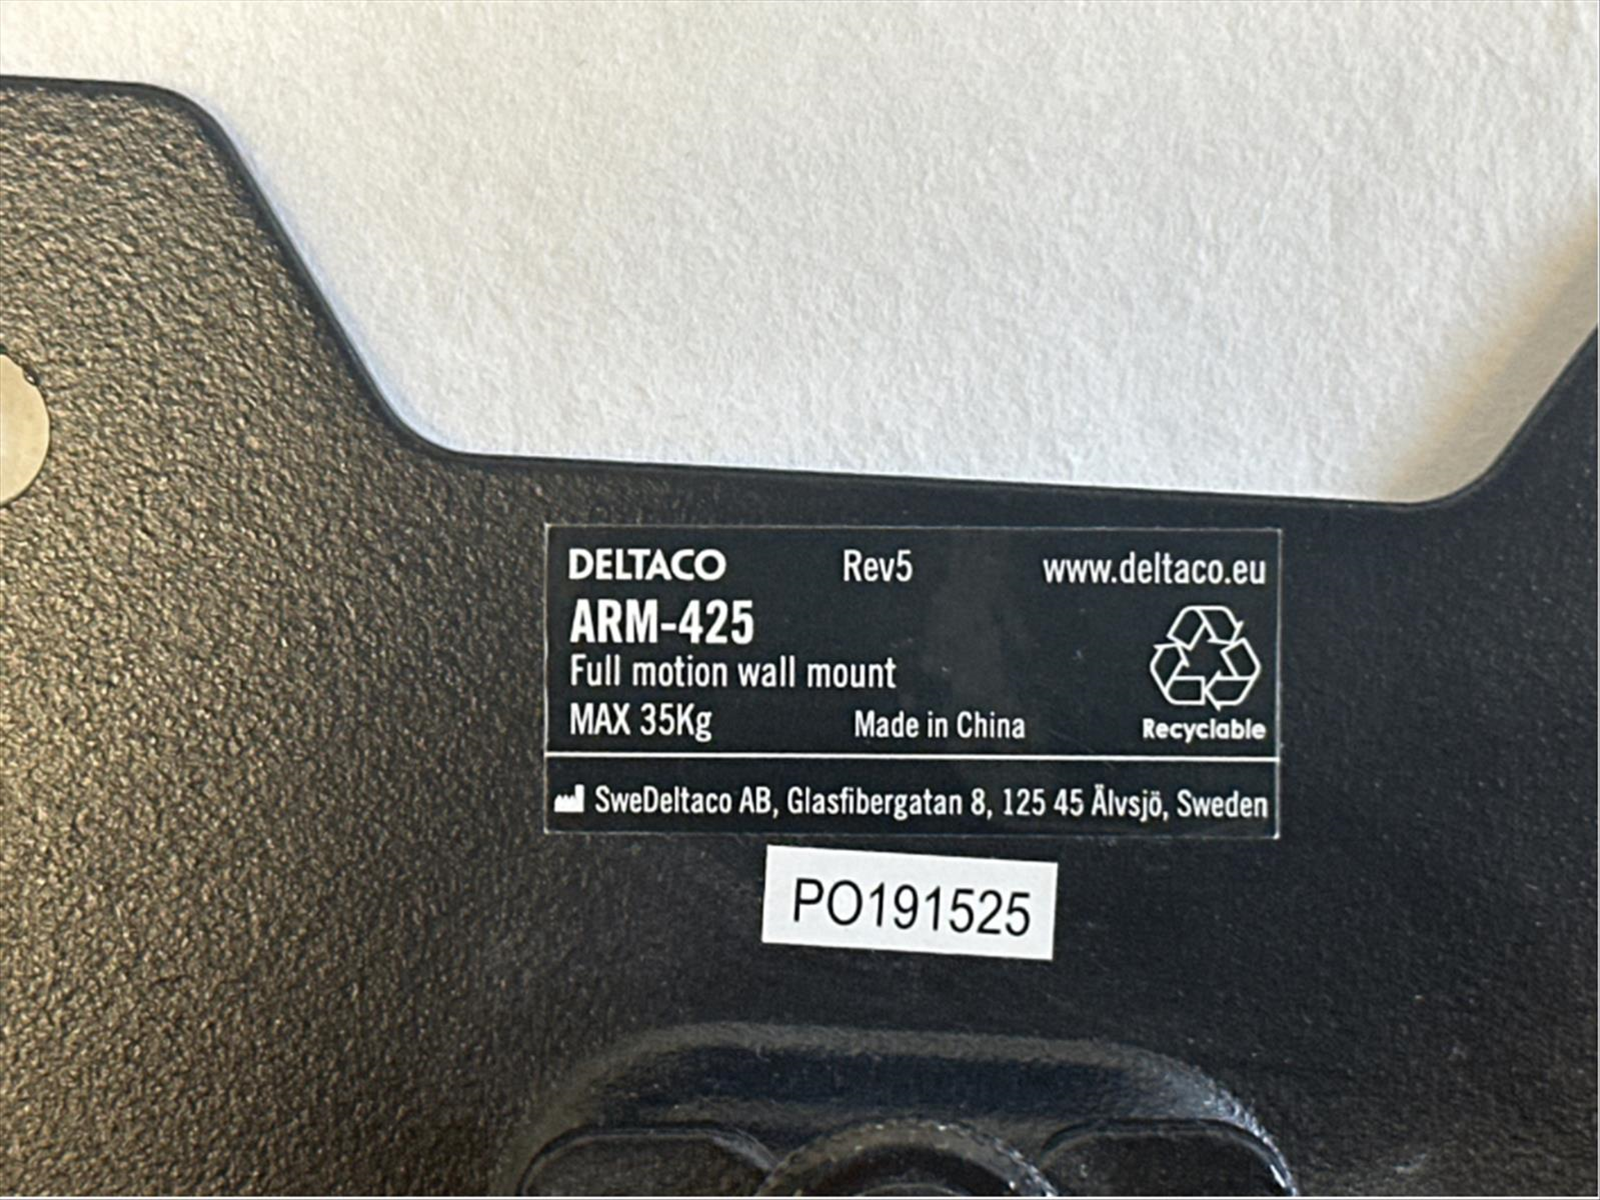 DELTACO Rev5 www.deltaco.eu
ARM-425
Full motion wall mount
MAX 35Kg Made in China Recyclable
SweDeltaco AB, Glasfibergatan 8, 125 45 Älvsjö, Sweden
PO191525